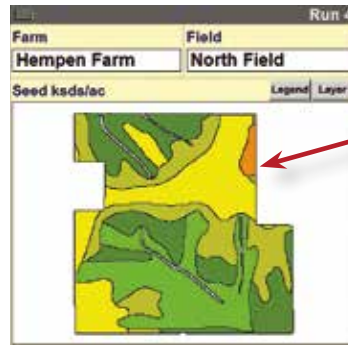 Run 4
Farm Field
Hempen Farm North Field
Seed ksds/ac Legend Layer